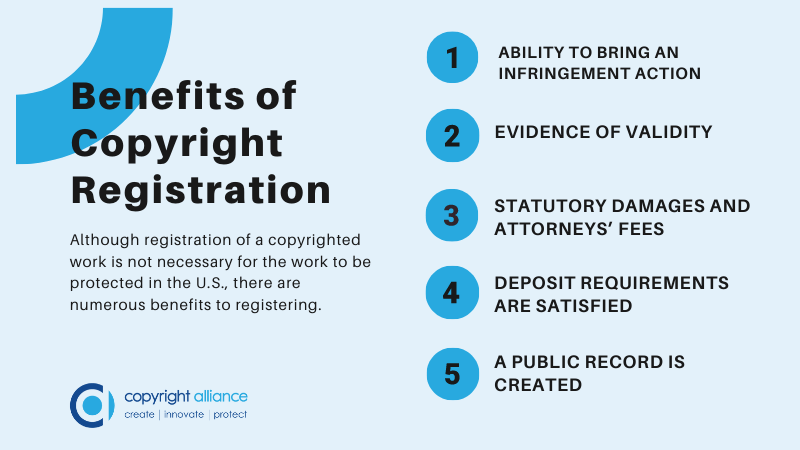 Benefits of
Copyright
Registration
Although registration of a copyrighted
work is not necessary for the work to be
protected in the U.S., there are
numerous benefits to registering.
copyright alliance
create | innovate | protect
1
ABILITY TO BRING AN
INFRINGEMENT ACTION
2
EVIDENCE OF VALIDITY
3
STATUTORY DAMAGES AND
ATTORNEYS’ FEES
4
DEPOSIT REQUIREMENTS
ARE SATISFIED
5
A PUBLIC RECORD IS
CREATED